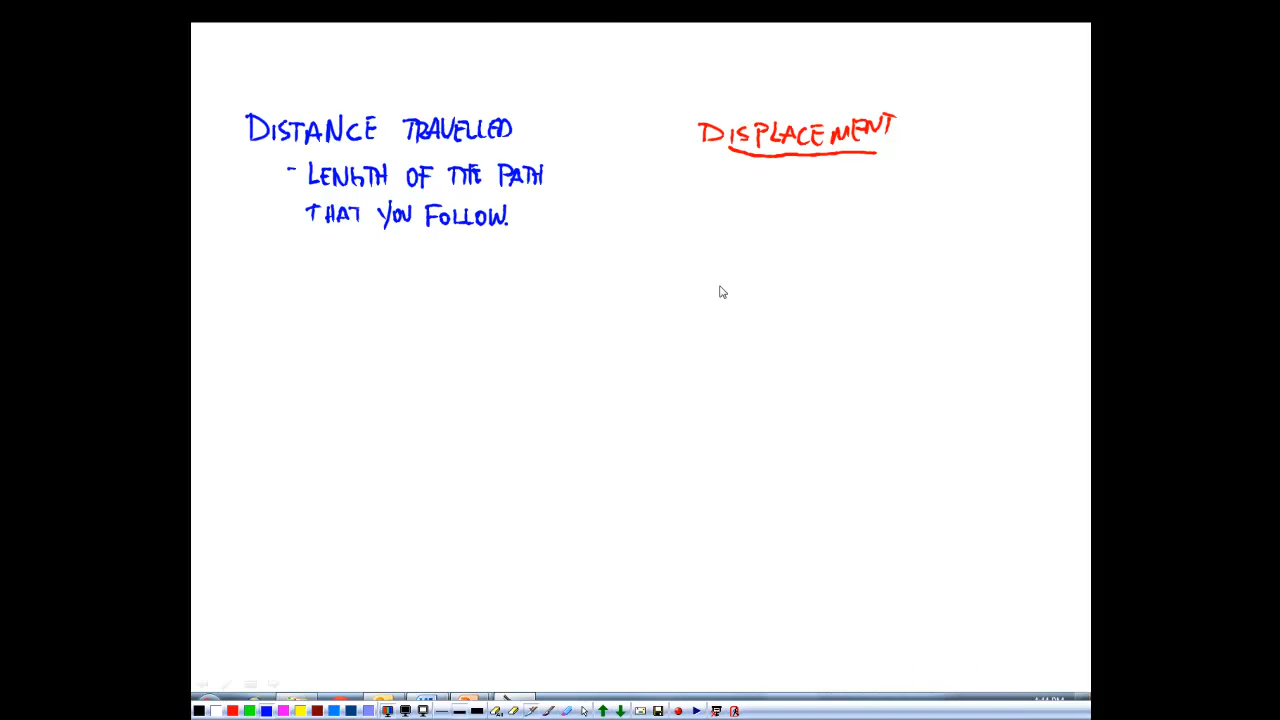 DISTANCE TRAVELLED
- LENGTH OF THE PATH
THAT YOU FOLLOW.
DISPLACEMENT